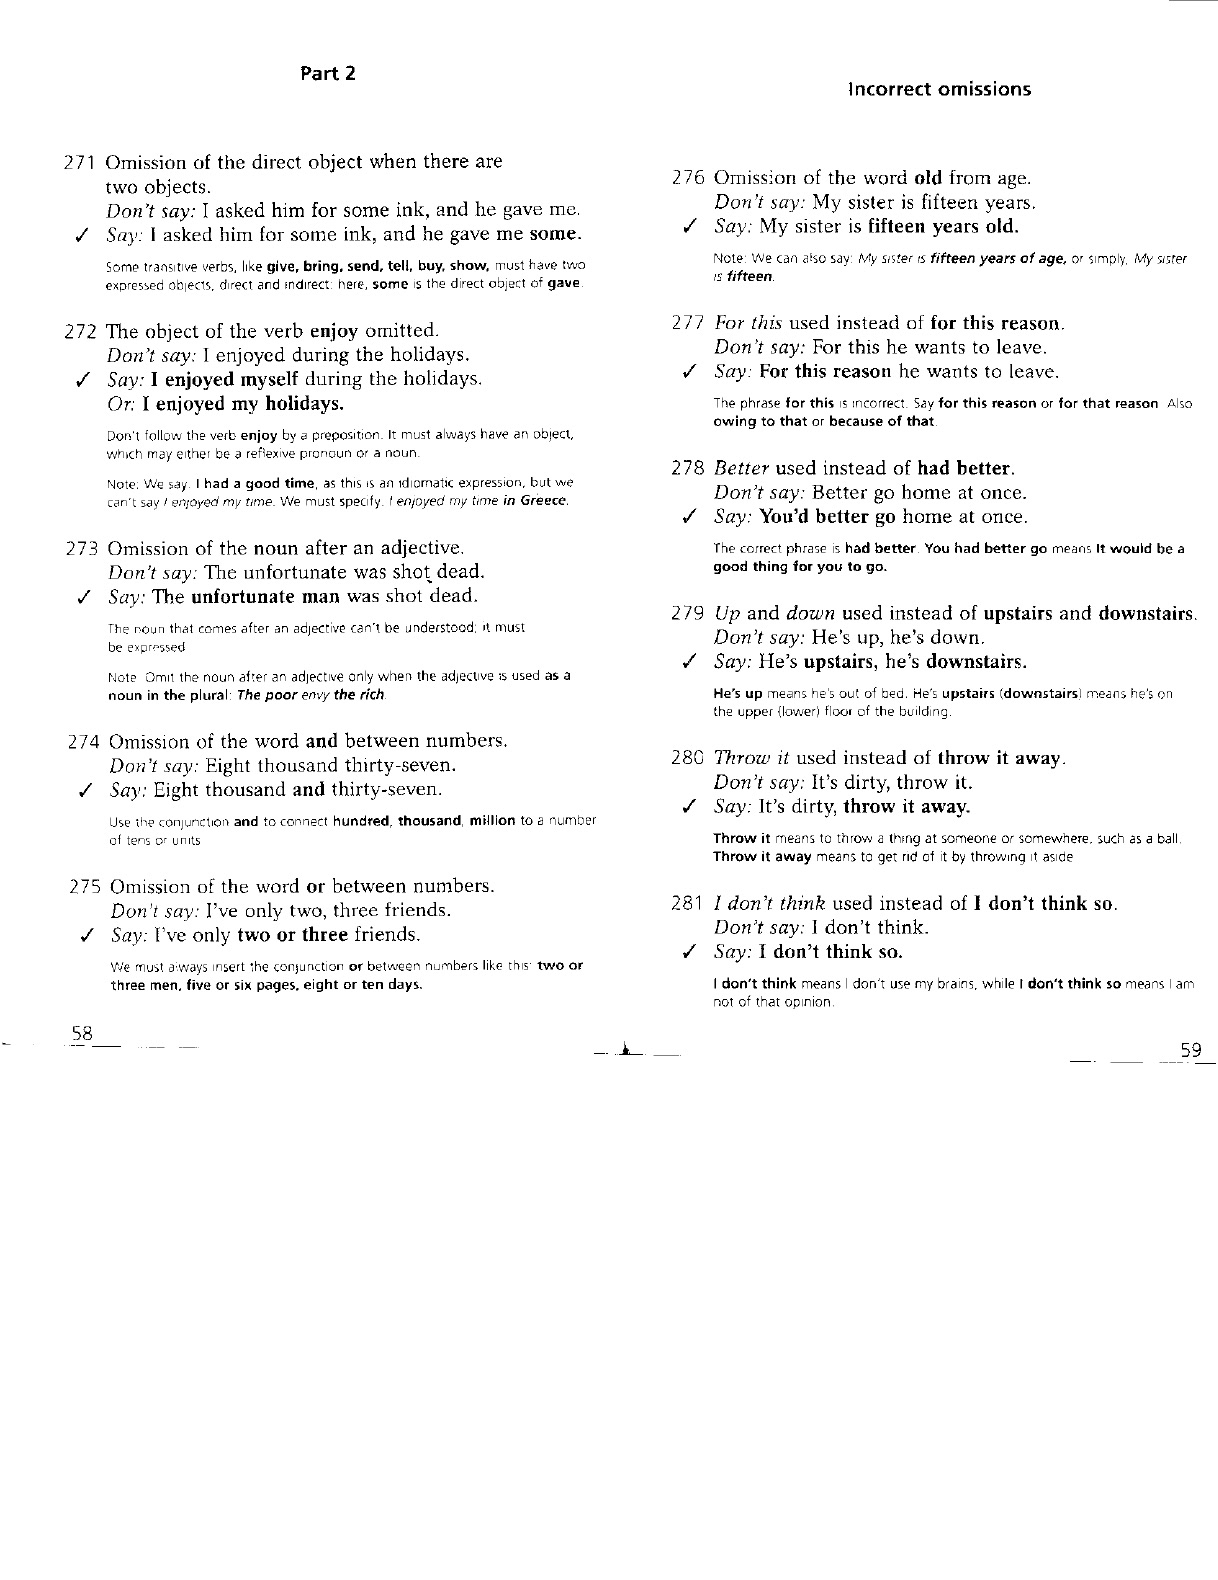 Part 2
271 Omission of the direct object when there are
two objects.
Don't say: I asked him for some ink, and he gave me.
✓ Say: I asked him for some ink, and he gave me some.
Some transitive verbs, like give, bring, send, tell, buy, show, must have two
expressed objects, direct and indirect: here, some is the direct object of gave.
272 The object of the verb enjoy omitted.
Don't say: I enjoyed during the holidays.
✓ Say: I enjoyed myself during the holidays.
Or: I enjoyed my holidays.
Don't follow the verb enjoy by a preposition. It must always have an object,
which may either be a reflexive pronoun or a noun.
Note: We say. I had a good time, as this is an idiomatic expression, but we
can't say I enjoyed my time. We must specify. I enjoyed my time in Greece.
273 Omission of the noun after an adjective.
Don't say: The unfortunate was shot dead.
✓ Say: The unfortunate man was shot dead.
The noun that comes after an adjective can't be understood; it must
be expressed
Note Omit the noun after an adjective only when the adjective is used as a
noun in the plural: The poor envy the rich.
274 Omission of the word and between numbers.
Don't say: Eight thousand thirty-seven.
✓ Say: Eight thousand and thirty-seven.
Use the conjunction and to connect hundred, thousand, million to a number
of tens or units
275 Omission of the word or between numbers.
Don't say: I've only two, three friends.
✓ Say: I've only two or three friends.
We must always insert the conjunction or between numbers like this: two or
three men, five or six pages, eight or ten days.
58
Incorrect omissions
276 Omission of the word old from age.
Don't say: My sister is fifteen years.
✓ Say: My sister is fifteen years old.
Note: We can also say: My sister is fifteen years of age, or simply, My sister
is fifteen.
277 For this used instead of for this reason.
Don't say: For this he wants to leave.
✓ Say: For this reason he wants to leave.
The phrase for this is incorrect. Say for this reason or for that reason Also
owing to that or because of that.
278 Better used instead of had better.
Don't say: Better go home at once.
✓ Say: You'd better go home at once.
The correct phrase is had better. You had better go means It would be a
good thing for you to go.
279 Up and down used instead of upstairs and downstairs.
Don't say: He's up, he's down.
✓ Say: He's upstairs, he's downstairs.
He's up means he's out of bed. He's upstairs (downstairs) means he's on
the upper (lower) floor of the building.
280 Throw it used instead of throw it away.
Don't say: It's dirty, throw it.
✓ Say: It's dirty, throw it away.
Throw it means to throw a thing at someone or somewhere, such as a ball.
Throw it away means to get rid of it by throwing it aside
281 I don't think used instead of I don't think so.
Don't say: I don't think.
✓ Say: I don't think so.
I don't think means I don't use my brains, while I don't think so means I am
not of that opinion.
59